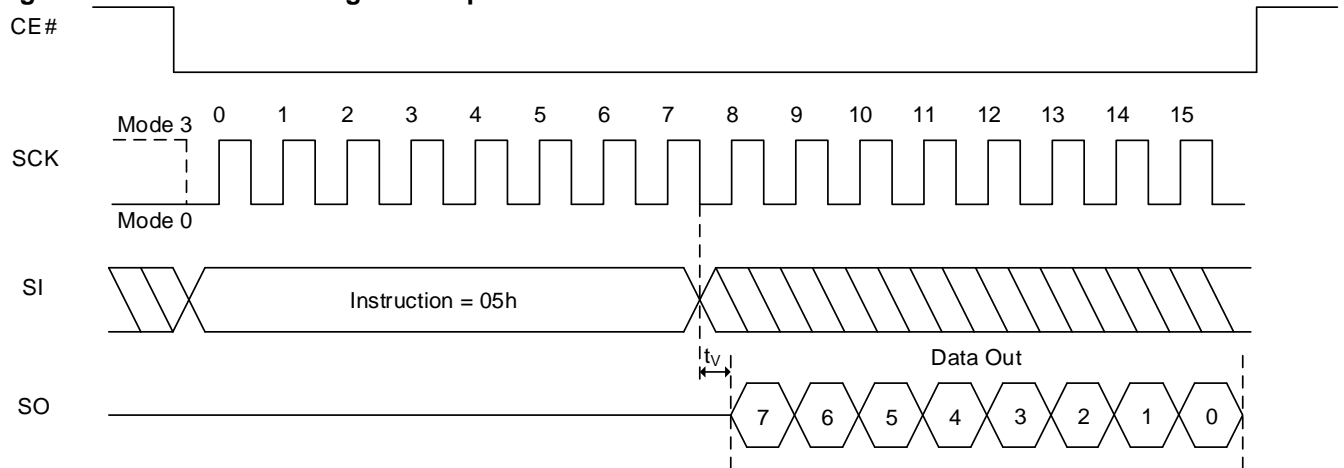 CE#
Mode 3
0 1 2 3 4 5 6 7 8 9 10 11 12 13 14 15
SCK
Mode 0
SI
Instruction = 05h
tV
Data Out
SO
7 6 5 4 3 2 1 0